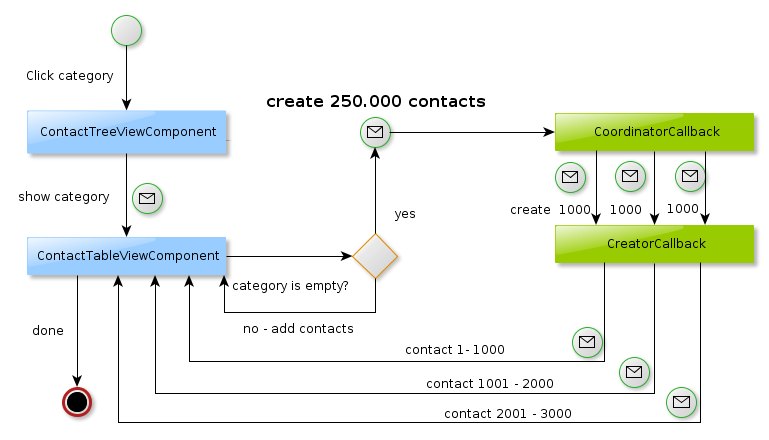 Click category
create 250.000 contacts
ContactTreeViewComponent
CoordinatorCallback
show category
create 1000 1000 1000
yes
ContactTableViewComponent
CreatorCallback
category is empty?
no - add contacts
done
contact 1- 1000
contact 1001 - 2000
contact 2001 - 3000